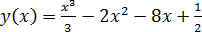 y(x) = x³/3 − 2x² − 8x + 1/2